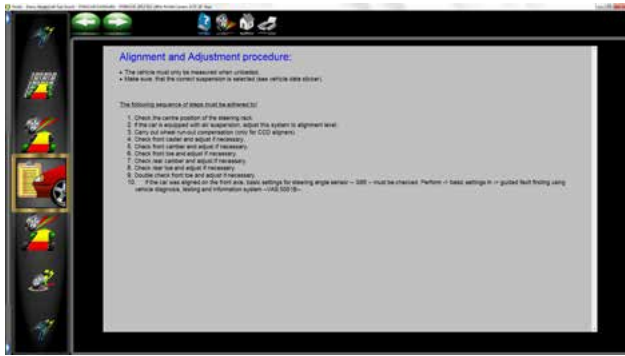 Alignment and Adjustment procedure:
• The vehicle must only be measured when unloaded.
• Make sure, that the correct suspension is selected (see vehicle data sticker).
The following sequence of steps must be adhered to!
1. Check the centre position of the steering rack.
2. If the car is equipped with air suspension, adjust this system to alignment level.
3. Carry out wheel run-out compensation (only for CCD aligners).
4. Check front caster and adjust if necessary.
5. Check front camber and adjust if necessary.
6. Check front toe and adjust if necessary.
7. Check rear camber and adjust if necessary.
8. Check rear toe and adjust if necessary.
9. Double check front toe and adjust if necessary.
10. If the car was aligned on the front axle, basic settings for steering angle sensor -- G85 -- must be checked. Perform -> basic settings in -> guided fault finding using
vehicle diagnosis, testing and information system --VAS 5051B--.